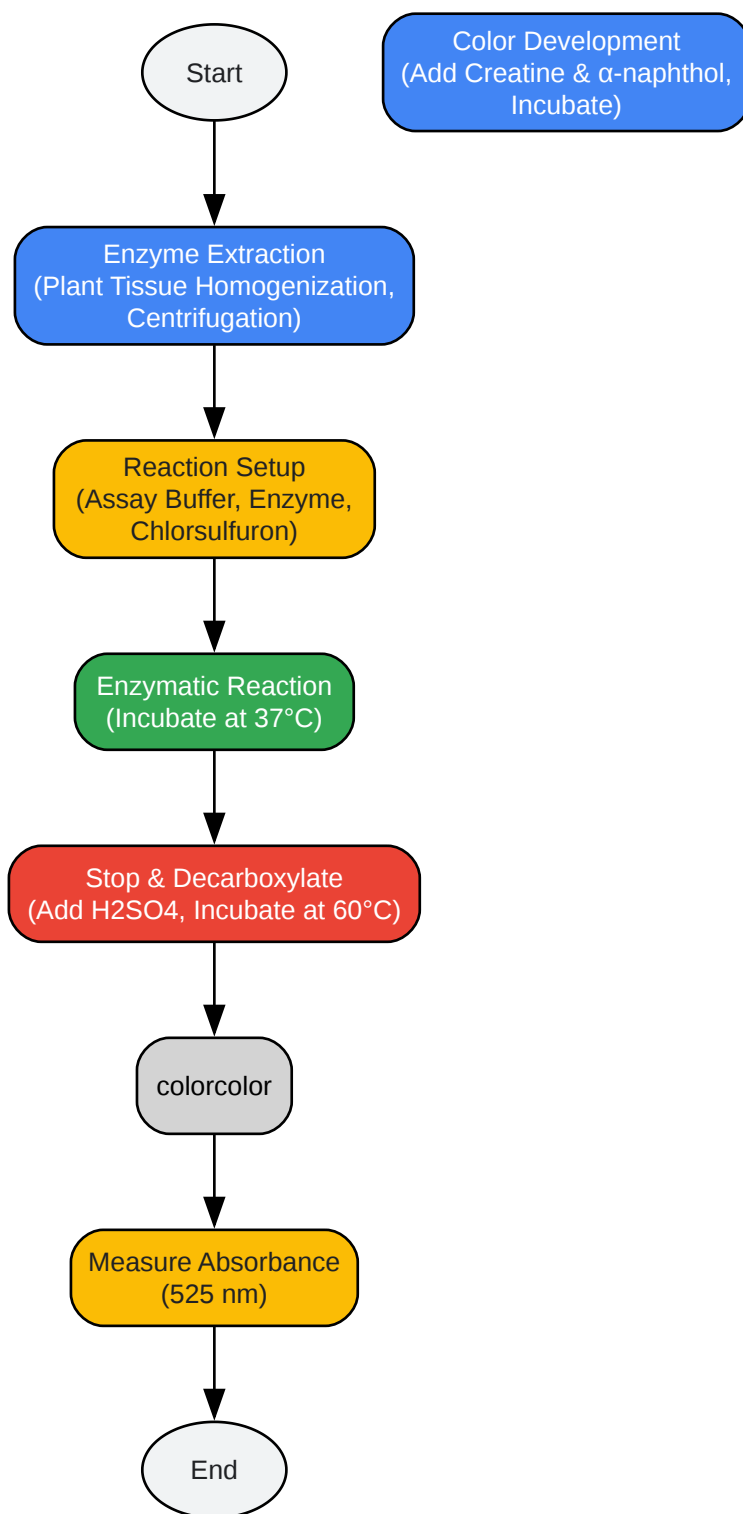 Start
Color Development
(Add Creatine & α-naphthol,
Incubate)
Enzyme Extraction
(Plant Tissue Homogenization,
Centrifugation)
Reaction Setup
(Assay Buffer, Enzyme,
Chlorsulfuron)
Enzymatic Reaction
(Incubate at 37°C)
Stop & Decarboxylate
(Add H2SO4, Incubate at 60°C)
colorcolor
Measure Absorbance
(525 nm)
End